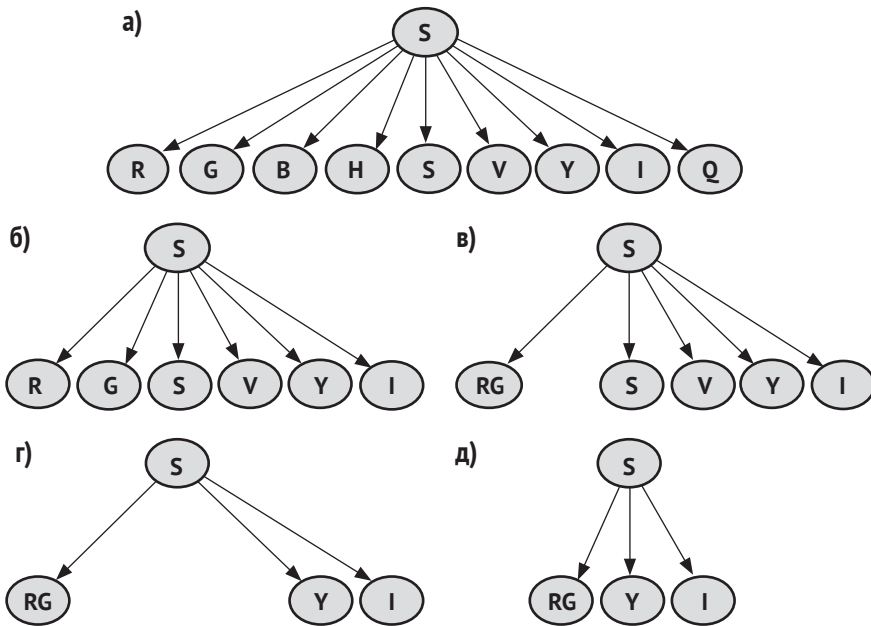 а)
S
R G B H S V Y I Q
б) в)
S S
R G S V Y I RG S V Y I
г) д)
S S
RG Y I RG Y I